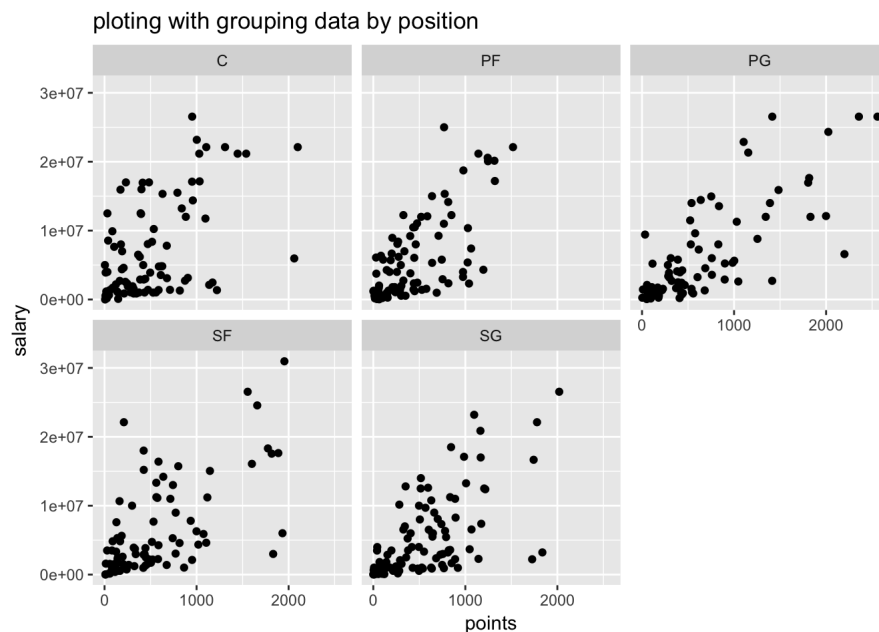 ploting with grouping data by position
C PF PG
3e+07
2e+07
1e+07
0e+00
0 1000 2000
salary
SF SG
3e+07
2e+07
1e+07
0e+00
0 1000 2000 0 1000 2000
points